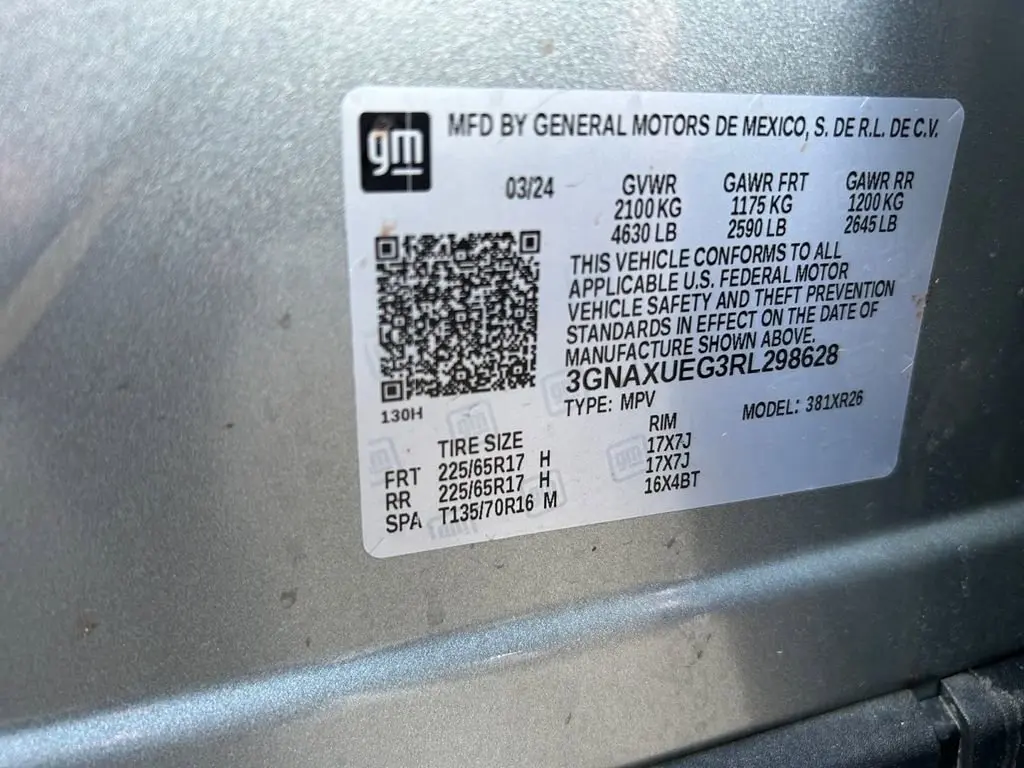 gm
MFD BY GENERAL MOTORS DE MEXICO, S. DE R.L. DE C.V.
03/24 GVWR GAWR FRT GAWR RR
2100 KG 1175 KG 1200 KG
4630 LB 2590 LB 2645 LB
THIS VEHICLE CONFORMS TO ALL
APPLICABLE U.S. FEDERAL MOTOR
VEHICLE SAFETY AND THEFT PREVENTION
STANDARDS IN EFFECT ON THE DATE OF
MANUFACTURE SHOWN ABOVE.
3GNAXUEG3RL298628
TYPE: MPV MODEL: 381XR26
130H
TIRE SIZE RIM
FRT 225/65R17 H 17X7J
RR 225/65R17 H 17X7J
SPA T135/70R16 M 16X4BT